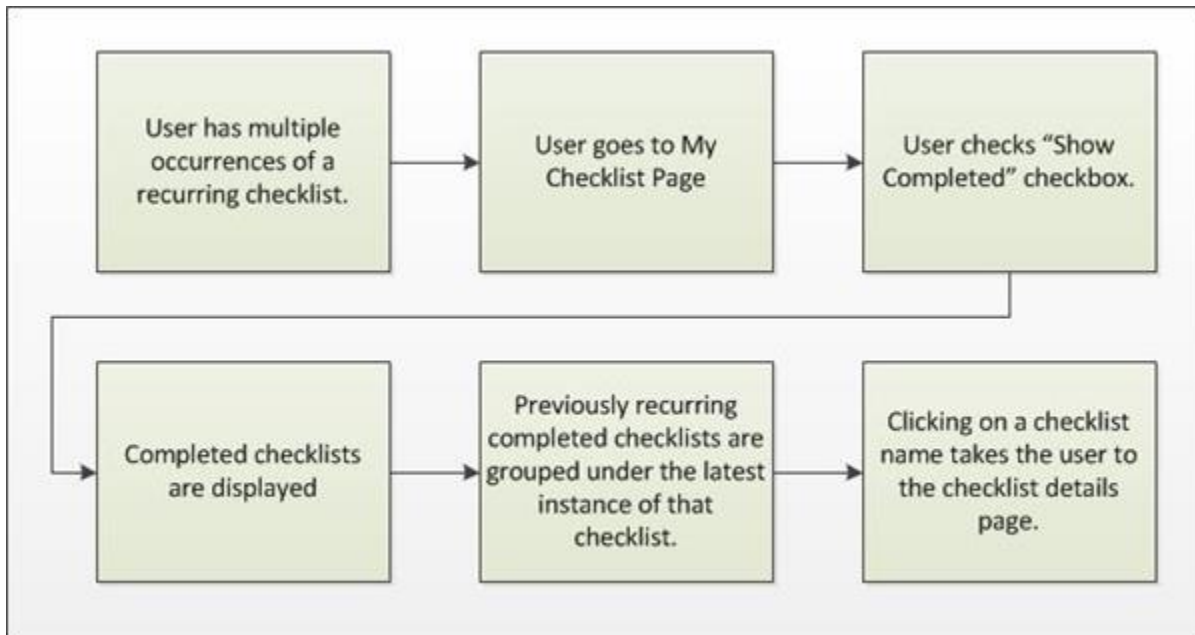 User has multiple
occurrences of a
recurring checklist.
User goes to My
Checklist Page
User checks “Show
Completed” checkbox.
Completed checklists
are displayed
Previously recurring
completed checklists are
grouped under the latest
instance of that
checklist.
Clicking on a checklist
name takes the user to
the checklist details
page.